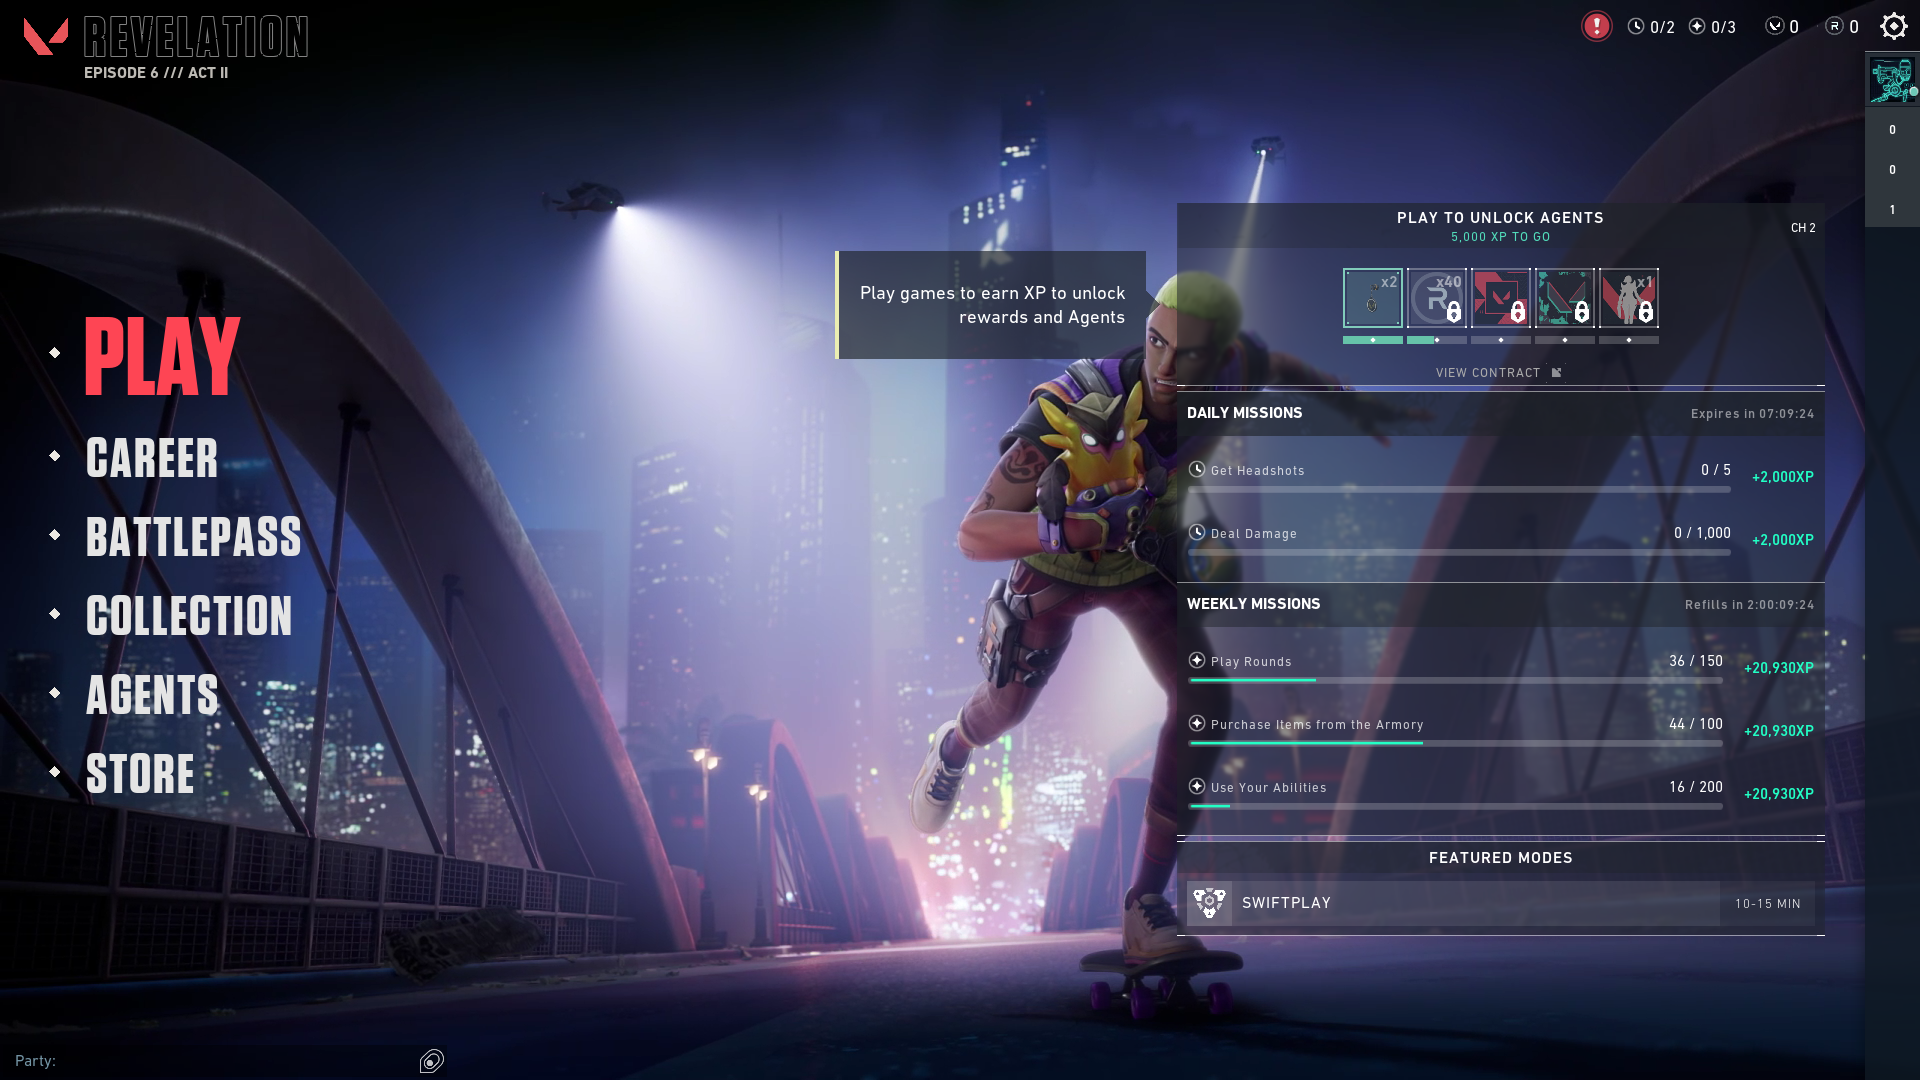 REVELATION
EPISODE 6 /// ACT II
0/2
0/3
0
0
0
0
1
PLAY
CAREER
BATTLEPASS
COLLECTION
AGENTS
STORE
Play games to earn XP to unlock
rewards and Agents
PLAY TO UNLOCK AGENTS
5,000 XP TO GO
CH 2
x2
x40
x1
VIEW CONTRACT
DAILY MISSIONS
Expires in 07:09:24
Get Headshots
0 / 5
+2,000XP
Deal Damage
0 / 1,000
+2,000XP
WEEKLY MISSIONS
Refills in 2:00:09:24
Play Rounds
36 / 150
+20,930XP
Purchase Items from the Armory
44 / 100
+20,930XP
Use Your Abilities
16 / 200
+20,930XP
FEATURED MODES
SWIFTPLAY
10-15 MIN
Party: